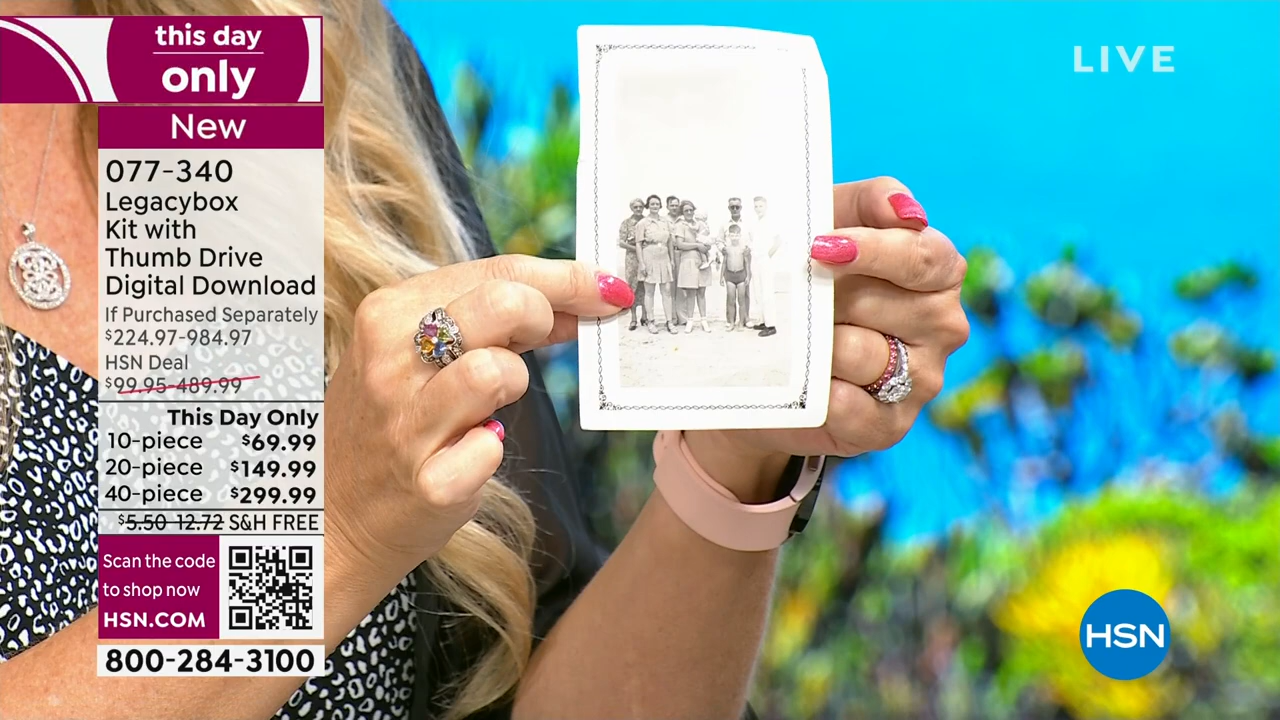 this day
only
New
077-340
Legacybox
Kit with
Thumb Drive
Digital Download
If Purchased Separately
$224.97-984.97
HSN Deal
$99.95-489.99
This Day Only
10-piece $69.99
20-piece $149.99
40-piece $299.99
$5.50-12.72 S&H FREE
Scan the code
to shop now
HSN.COM
800-284-3100
LIVE
HSN